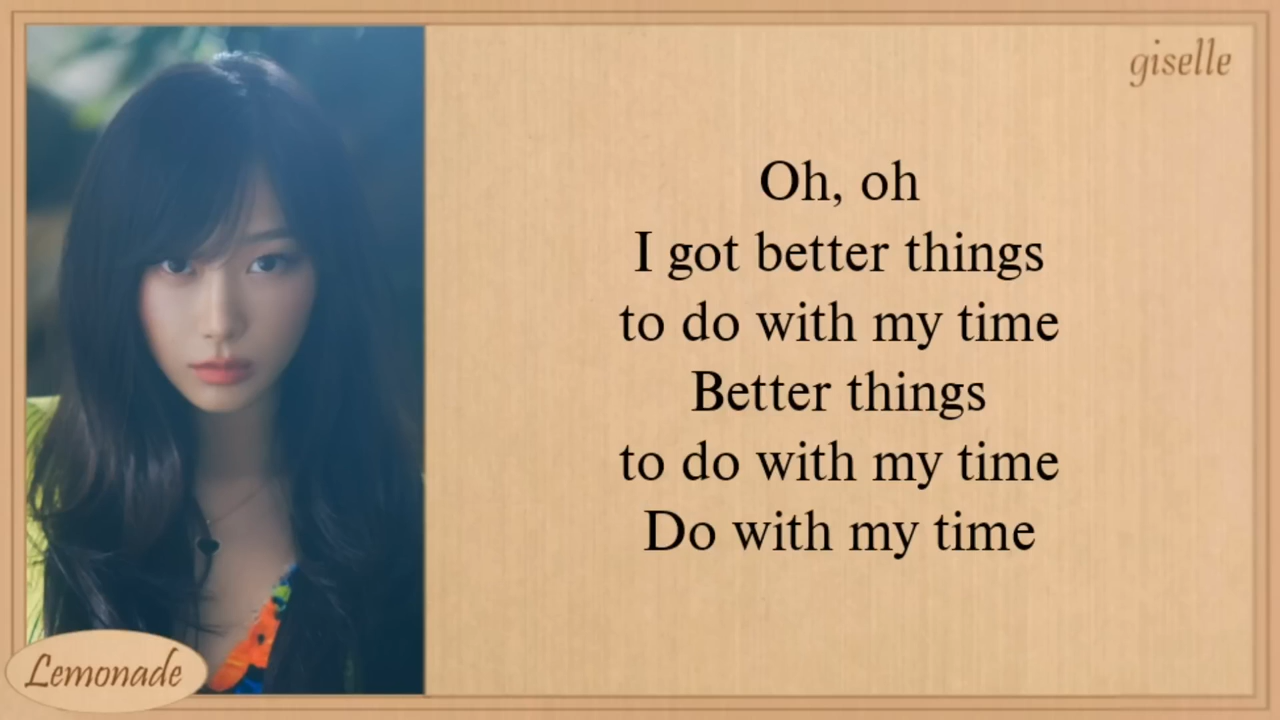 giselle
Oh, oh
I got better things
to do with my time
Better things
to do with my time
Do with my time
Lemonade